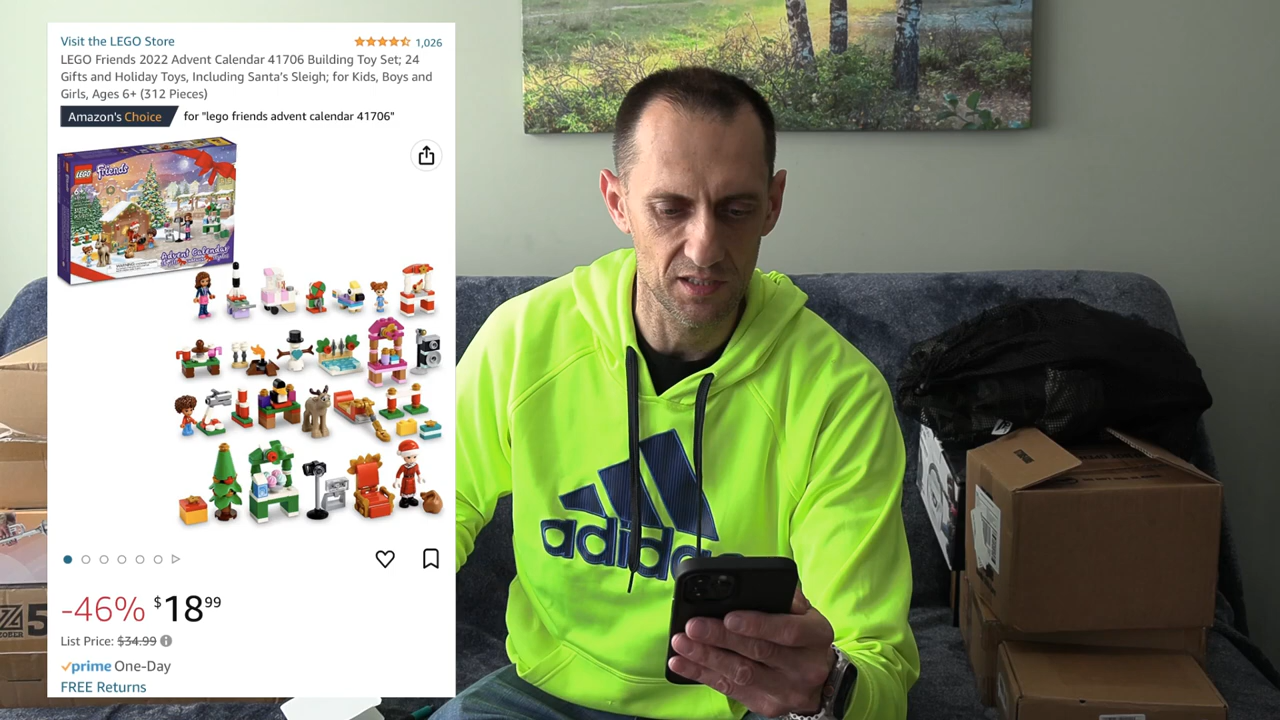 Visit the LEGO Store
1,026
LEGO Friends 2022 Advent Calendar 41706 Building Toy Set; 24
Gifts and Holiday Toys, Including Santa's Sleigh; for Kids, Boys and
Girls, Ages 6+ (312 Pieces)
Amazon's Choice
for "lego friends advent calendar 41706"
LEGO
Friends
Advent Calendar
-46% $18 99
List Price: $34.99
prime One-Day
FREE Returns
adidas